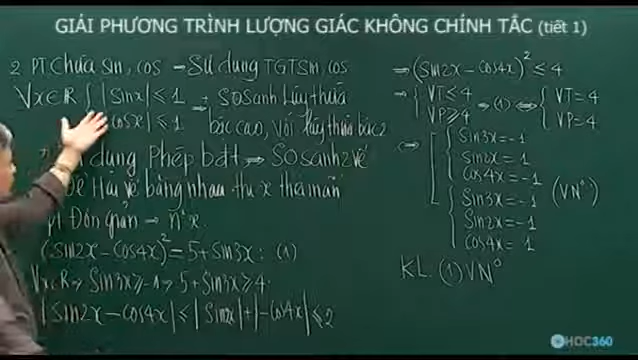 GIẢI PHƯƠNG TRÌNH LƯỢNG GIÁC KHÔNG CHÍNH TẮC (tiết 1)
2. PT chứa sin, cos → Sử dụng TGT sin, cos
∀x∈R { |sinx| ≤ 1 → So sánh lũy thừa
cosx| ≤ 1 bậc cao, với lũy thừa bậc 2
dụng phép bđt → So sánh 2 vế
Để hai vế bằng nhau thì x thỏa mãn
pt đơn giản → n° x.
(sin2x - cos4x)² = 5 + sin3x : (1)
∀x∈R → sin3x ≥ -1 → 5 + sin3x ≥ 4.
|sin2x - cos4x| ≤ |sin2x| + |-cos4x| ≤ 2
→ (sin2x - cos4x)² ≤ 4
→ { VT ≤ 4 → (1) ⇔ { VT = 4
VP ≥ 4 VP = 4
sin3x = -1
⇔ sin2x = 1
cos4x = -1
sin3x = -1 (VN°)
sin2x = -1
cos4x = 1
KL: (1) VN°
HOC360